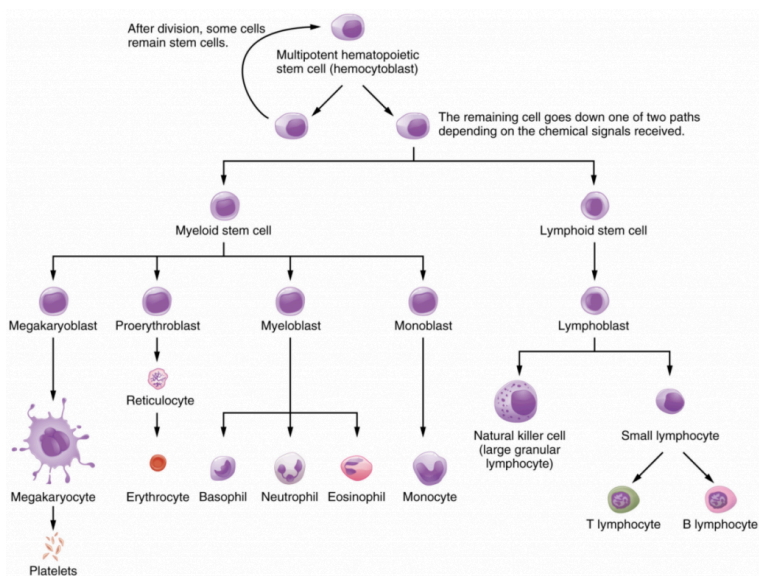 After division, some cells
remain stem cells.
Multipotent hematopoietic
stem cell (hemocytoblast)
The remaining cell goes down one of two paths
depending on the chemical signals received.
Myeloid stem cell
Lymphoid stem cell
Megakaryoblast
Proerythroblast
Myeloblast
Monoblast
Lymphoblast
Reticulocyte
Natural killer cell
(large granular
lymphocyte)
Small lymphocyte
Megakaryocyte
Erythrocyte
Basophil
Neutrophil
Eosinophil
Monocyte
T lymphocyte
B lymphocyte
Platelets